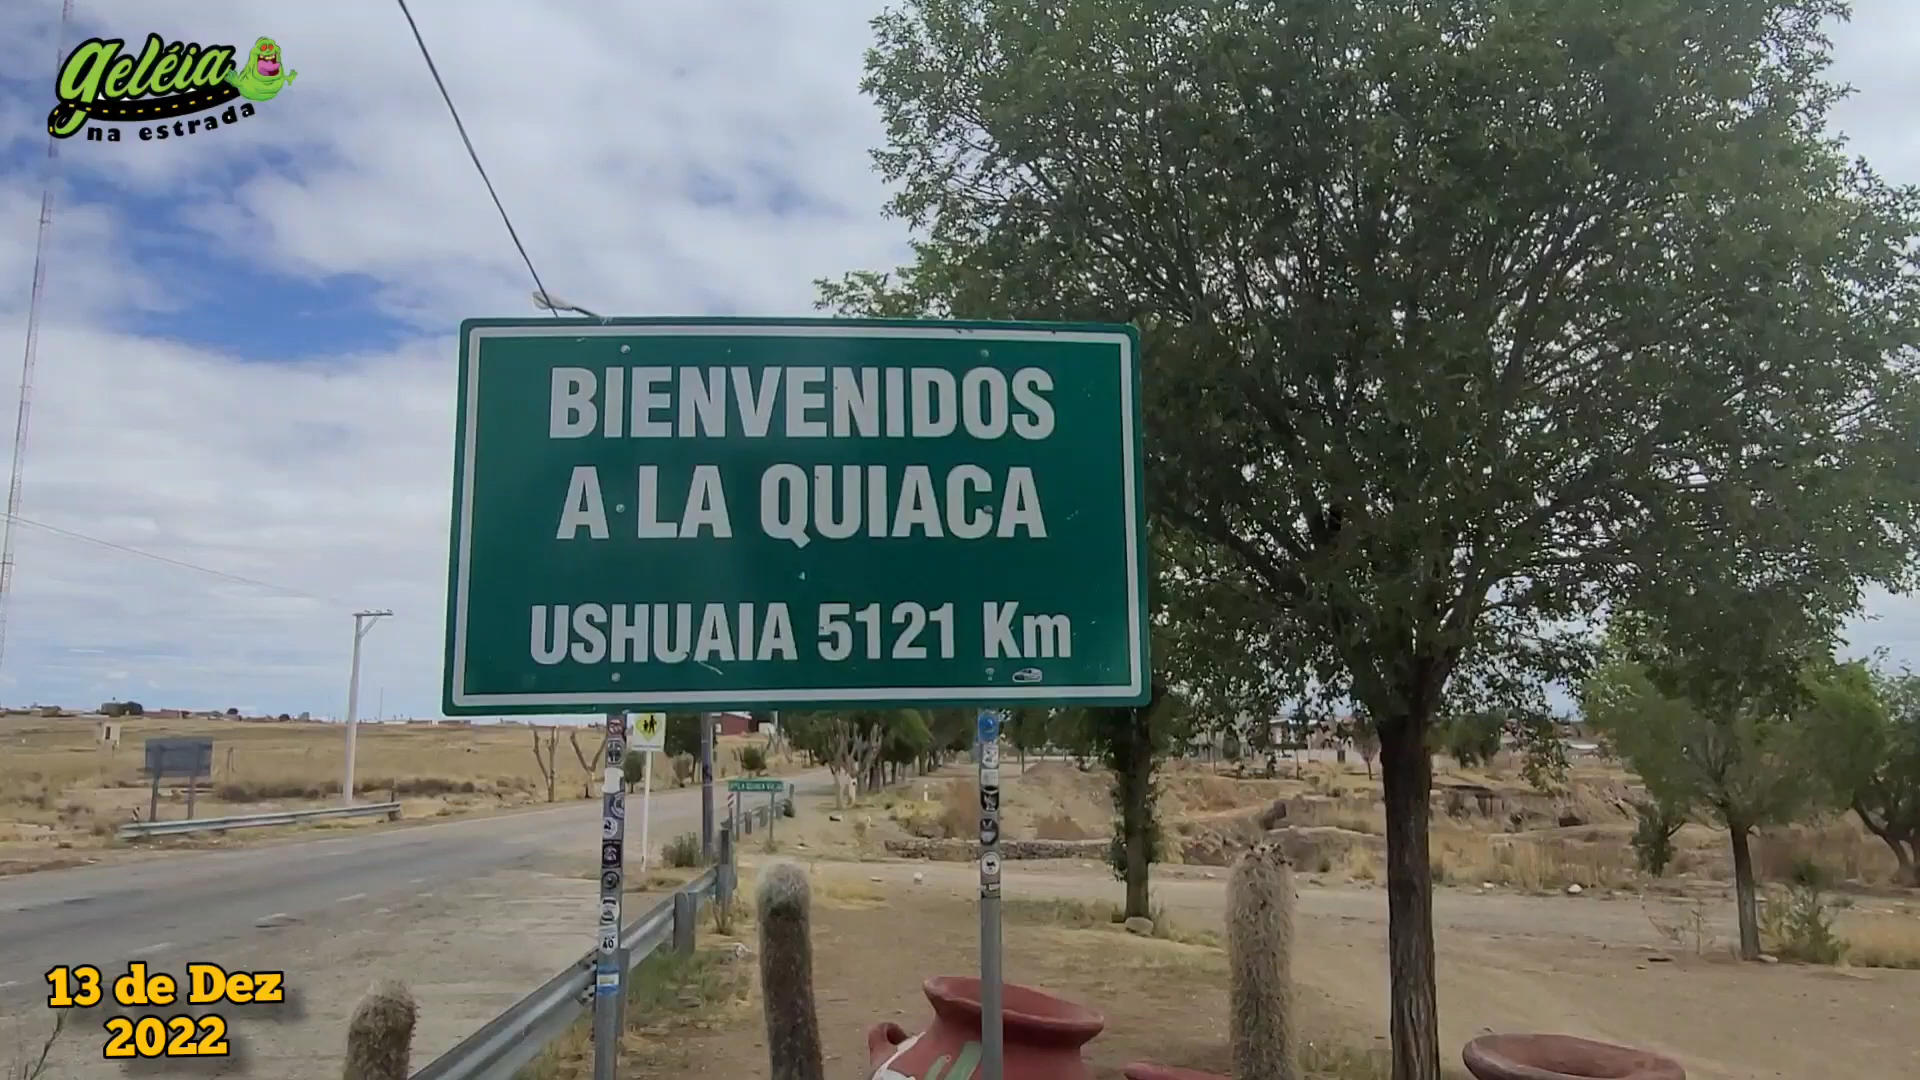 geléia
na estrada
BIENVENIDOS
A LA QUIACA
USHUAIA 5121 Km
13 de Dez
2022